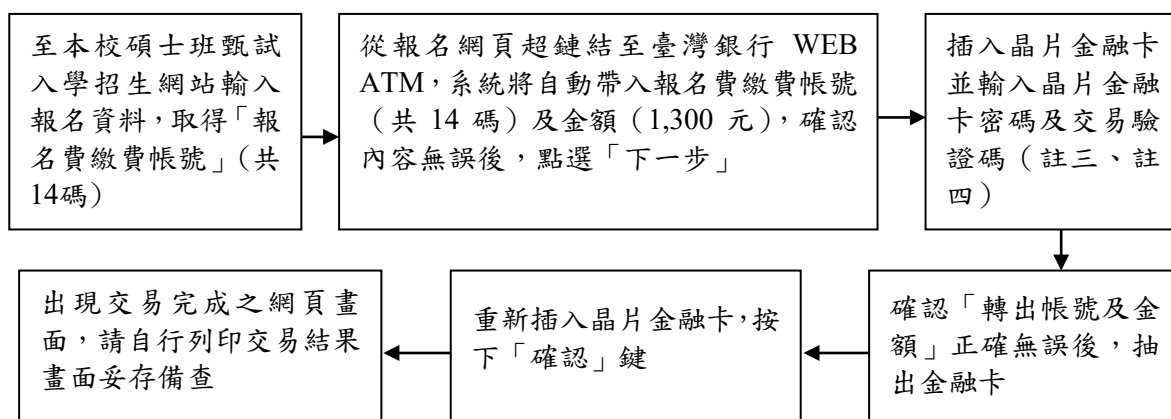 至本校碩士班甄試
入學招生網站輸入
報名資料，取得「報
名費繳費帳號」（共
14碼）
從報名網頁超鏈結至臺灣銀行 WEB
ATM，系統將自動帶入報名費繳費帳號
（共 14 碼）及金額（1,300 元），確認
內容無誤後，點選「下一步」
插入晶片金融卡
並輸入晶片金融
卡密碼及交易驗
證碼（註三、註
四）
確認「轉出帳號及金
額」正確無誤後，抽
出金融卡
重新插入晶片金融卡，按
下「確認」鍵
出現交易完成之網頁畫
面，請自行列印交易結果
畫面妥存備查